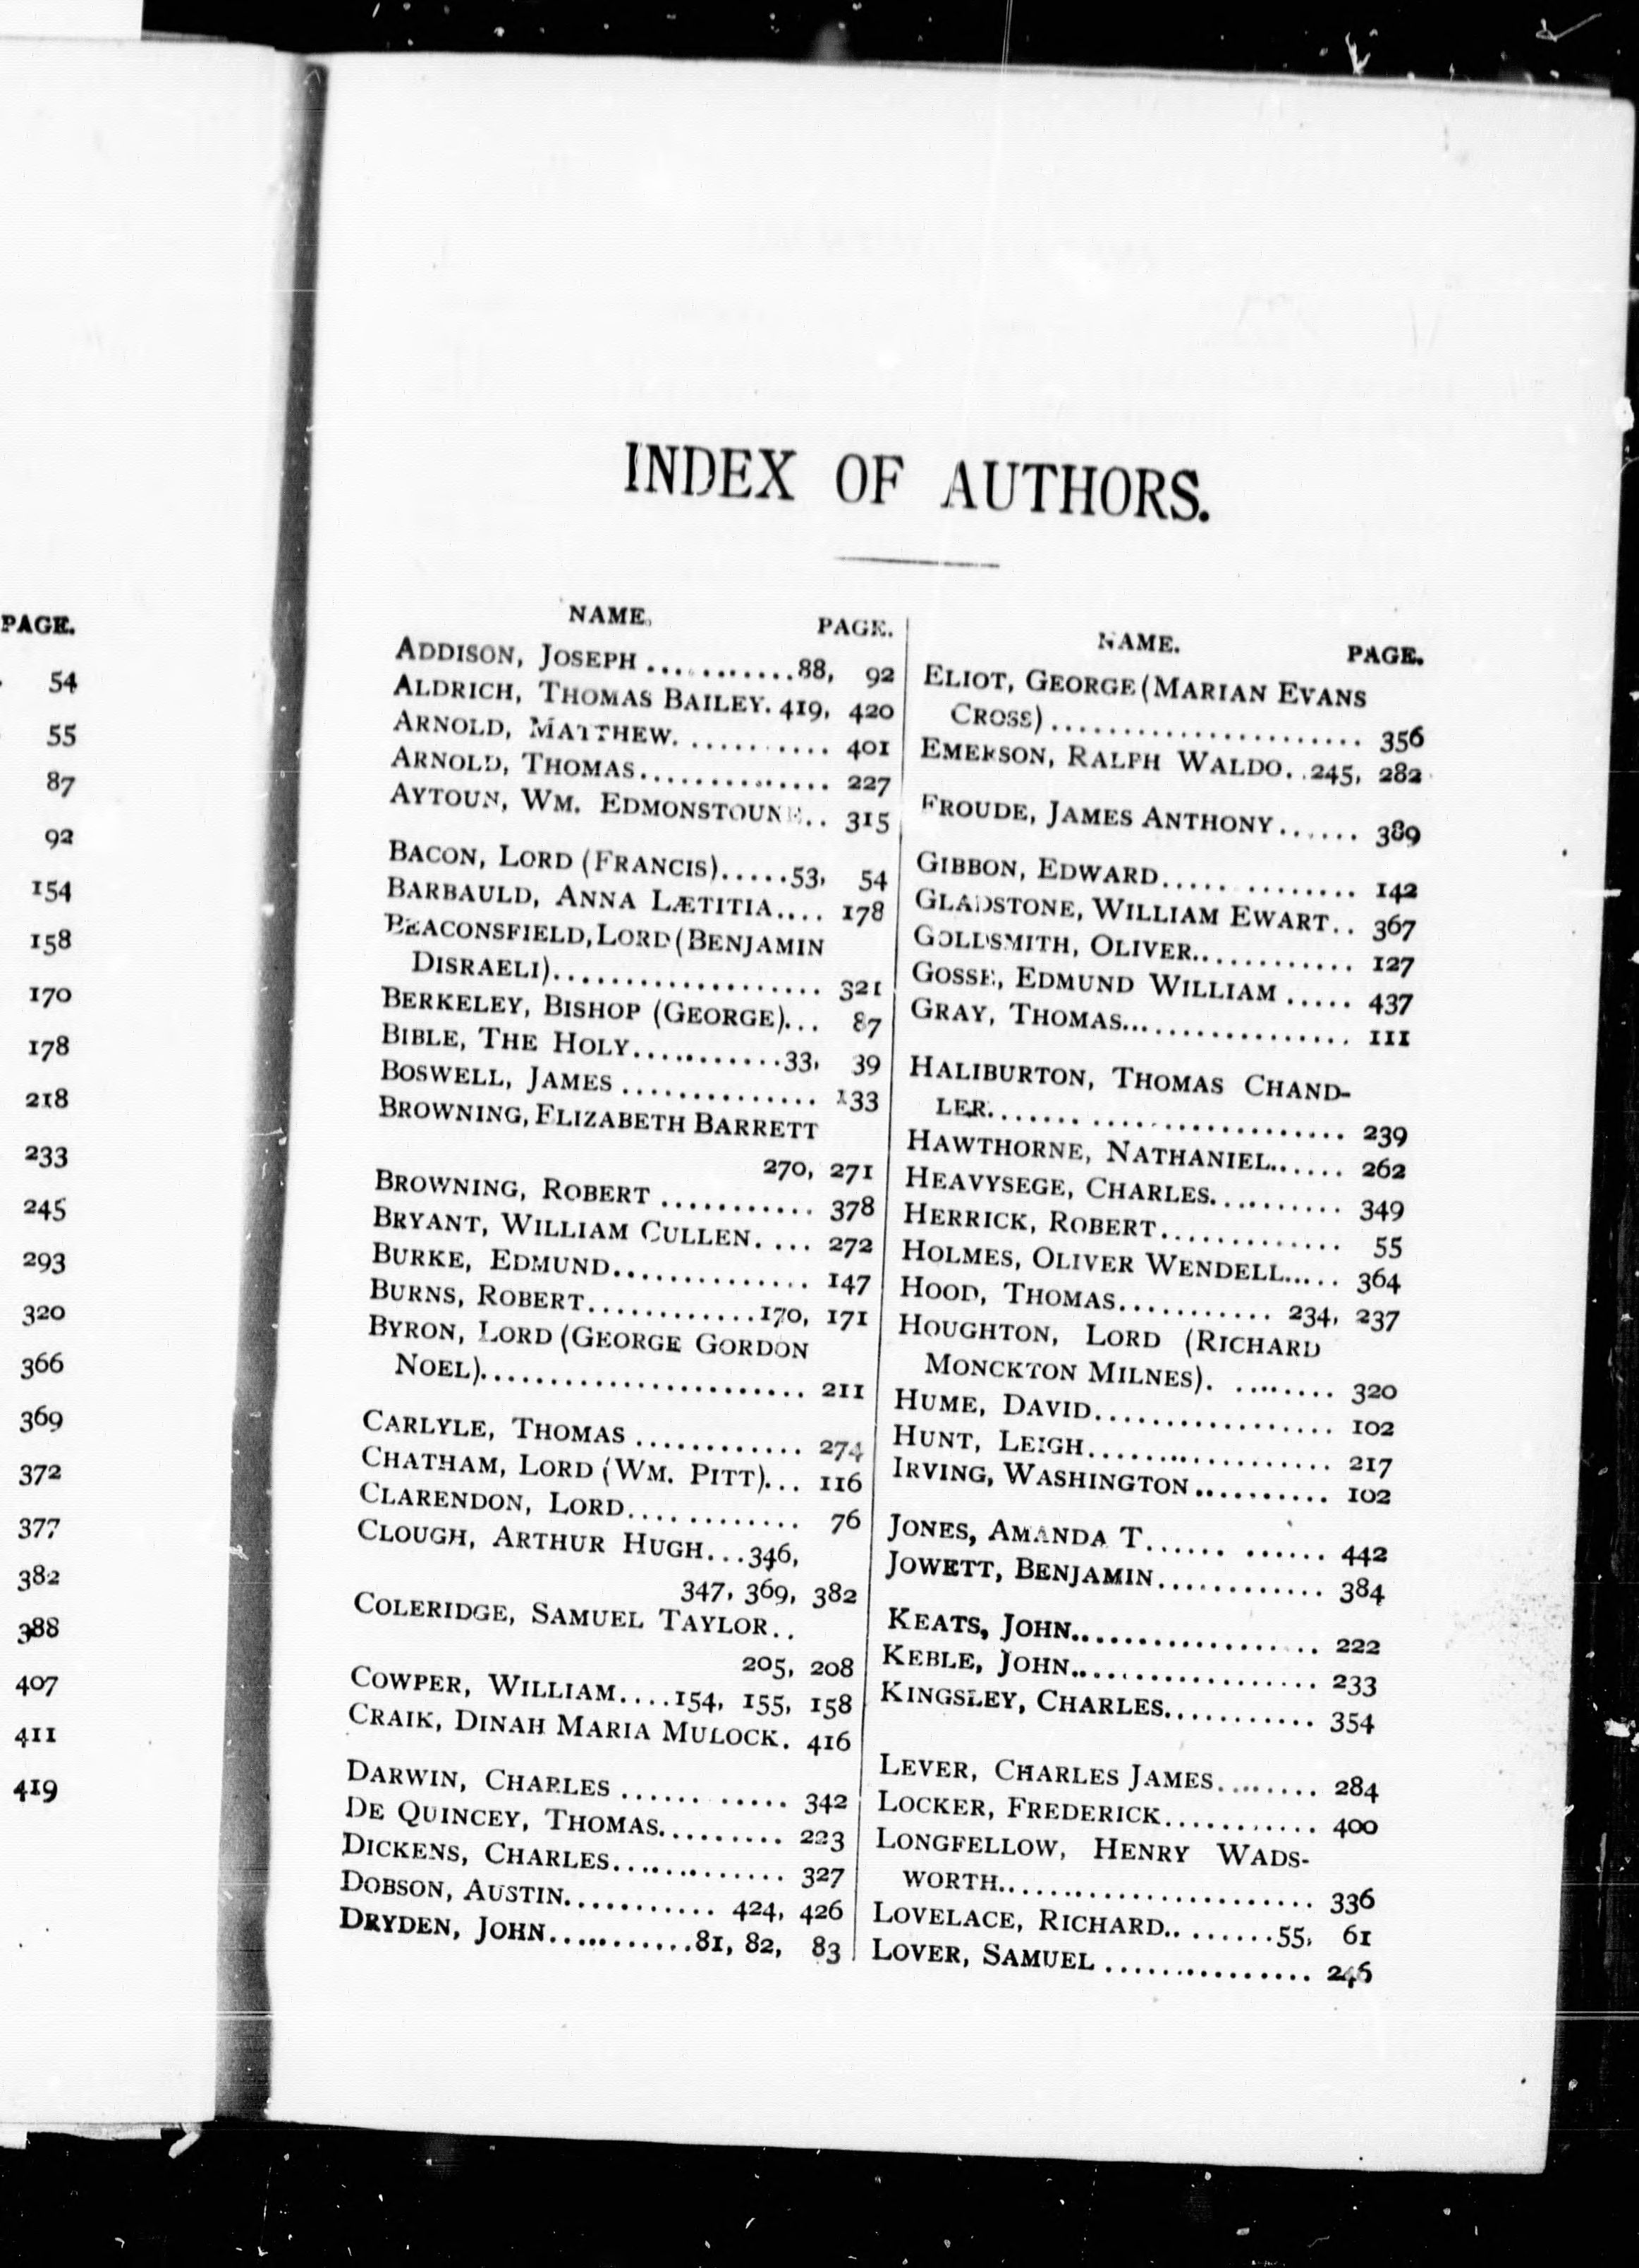 PAGE.
54
55
87
92
154
158
170
178
218
233
245
293
320
366
369
372
377
382
388
407
411
419
INDEX OF AUTHORS.
NAME. PAGE.
ADDISON, JOSEPH ............88, 92
ALDRICH, THOMAS BAILEY. 419, 420
ARNOLD, MATTHEW........... 401
ARNOLD, THOMAS.............. 227
AYTOUN, WM. EDMONSTOUNE.. 315
BACON, LORD (FRANCIS).....53, 54
BARBAULD, ANNA LÆTITIA.... 178
BEACONSFIELD, LORD (BENJAMIN
DISRAELI).................... 321
BERKELEY, BISHOP (GEORGE)... 87
BIBLE, THE HOLY...........33, 39
BOSWELL, JAMES .............. 133
BROWNING, ELIZABETH BARRETT
270, 271
BROWNING, ROBERT ........... 378
BRYANT, WILLIAM CULLEN.... 272
BURKE, EDMUND.............. 147
BURNS, ROBERT............170, 171
BYRON, LORD (GEORGE GORDON
NOEL)....................... 211
CARLYLE, THOMAS ............ 274
CHATHAM, LORD (WM. PITT)... 116
CLARENDON, LORD............. 76
CLOUGH, ARTHUR HUGH...346,
347, 369, 382
COLERIDGE, SAMUEL TAYLOR..
205, 208
COWPER, WILLIAM....154, 155, 158
CRAIK, DINAH MARIA MULOCK. 416
DARWIN, CHARLES ...... ..... 342
DE QUINCEY, THOMAS......... 223
DICKENS, CHARLES............. 327
DOBSON, AUSTIN........... 424, 426
DRYDEN, JOHN...........81, 82, 83
NAME. PAGE.
ELIOT, GEORGE (MARIAN EVANS
CROSS)....................... 356
EMERSON, RALPH WALDO..245, 282
FROUDE, JAMES ANTHONY...... 389
GIBBON, EDWARD..... ........ 142
GLADSTONE, WILLIAM EWART.. 367
GOLDSMITH, OLIVER............ 127
GOSSE, EDMUND WILLIAM ..... 437
GRAY, THOMAS................. 111
HALIBURTON, THOMAS CHAND-
LER.......................... 239
HAWTHORNE, NATHANIEL...... 262
HEAVYSEGE, CHARLES.......... 349
HERRICK, ROBERT............. 55
HOLMES, OLIVER WENDELL..... 364
HOOD, THOMAS........... 234, 237
HOUGHTON, LORD (RICHARD
MONCKTON MILNES). ........ 320
HUME, DAVID................. 102
HUNT, LEIGH.................. 217
IRVING, WASHINGTON.......... 102
JONES, AMANDA T...... ...... 442
JOWETT, BENJAMIN............ 384
KEATS, JOHN.................. 222
KEBLE, JOHN.................. 233
KINGSLEY, CHARLES........... 354
LEVER, CHARLES JAMES........ 284
LOCKER, FREDERICK........... 400
LONGFELLOW, HENRY WADS-
WORTH....................... 336
LOVELACE, RICHARD.. .......55, 61
LOVER, SAMUEL ............... 246